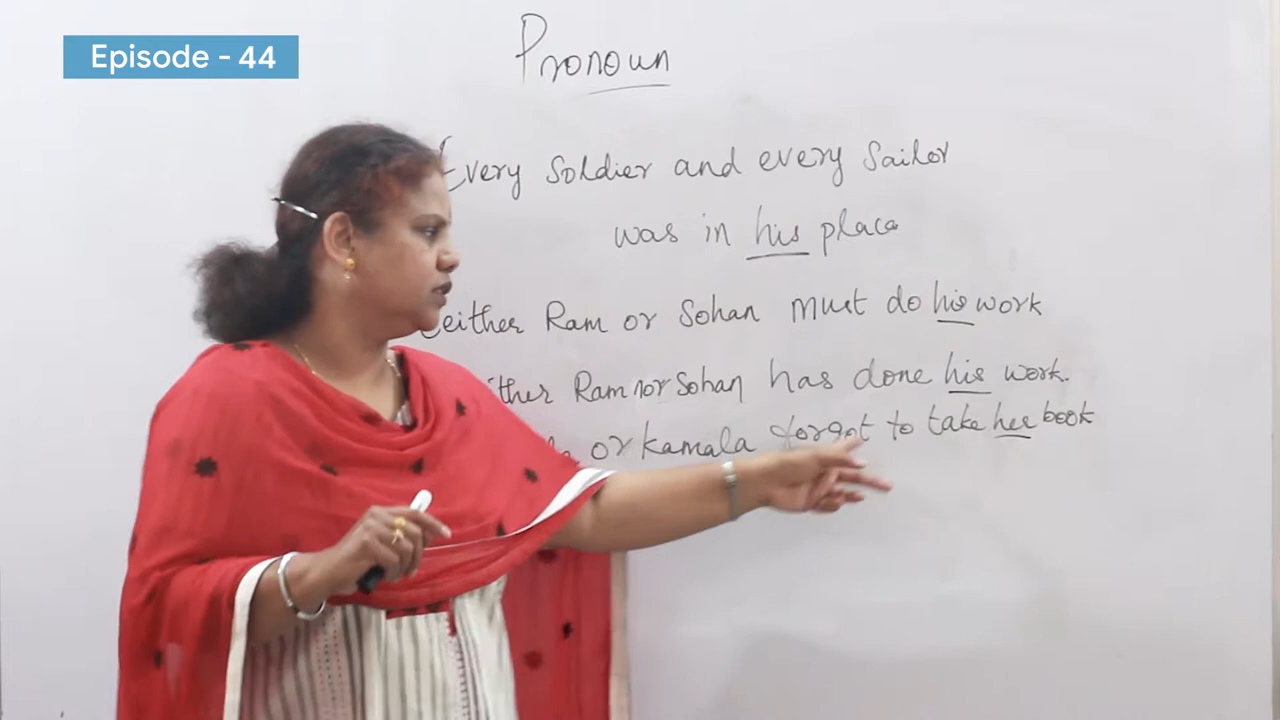 Episode - 44
Pronoun
Every Soldier and every Sailor
was in his place
either Ram or Sohan must do his work
ither Ram nor Sohan has done his work.
or Kamala forgot to take her book